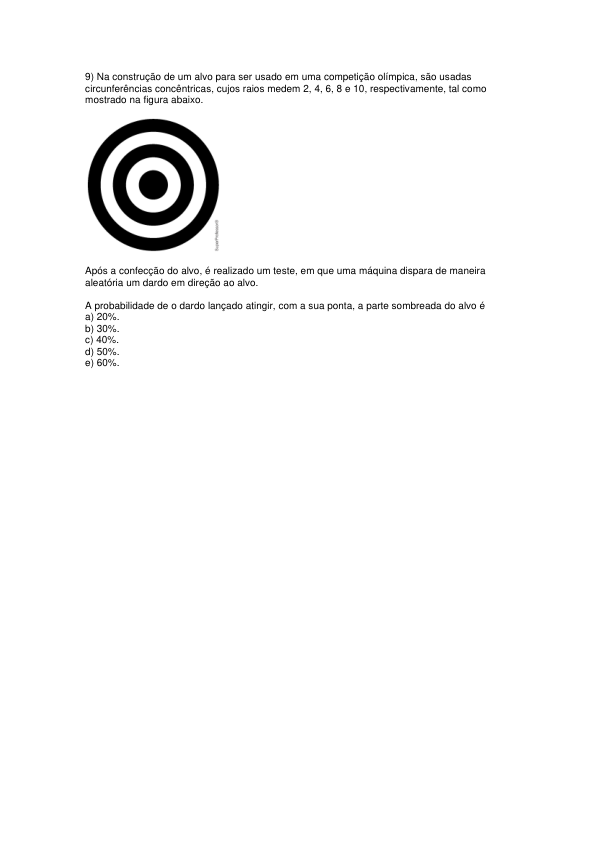 9) Na construção de um alvo para ser usado em uma competição olímpica, são usadas
circunferências concêntricas, cujos raios medem 2, 4, 6, 8 e 10, respectivamente, tal como
mostrado na figura abaixo.
Após a confecção do alvo, é realizado um teste, em que uma máquina dispara de maneira
aleatória um dardo em direção ao alvo.
A probabilidade de o dardo lançado atingir, com a sua ponta, a parte sombreada do alvo é
a) 20%.
b) 30%.
c) 40%.
d) 50%.
e) 60%.